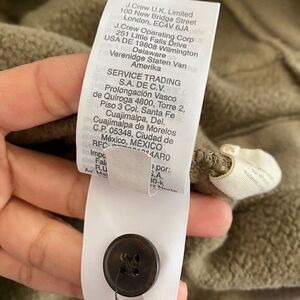 J.Crew U.K. Limited
100 New Bridge Street
London, EC4V 6JA
J.Crew Operating Corp
251 Little Falls Drive
USA DE 19808 Wilmington
Delaware
Verenidge Staten Van
Amerika
SERVICE TRADING
S.A. DE C.V.
Prolongación Vasco
de Quiroga 4800, Torre 2,
Piso 3 Col. Santa Fe
Cuajimalpa, Del
Cuajimalpa de Morelos
C.P. 05348, Ciudad de
México, MÉXICO